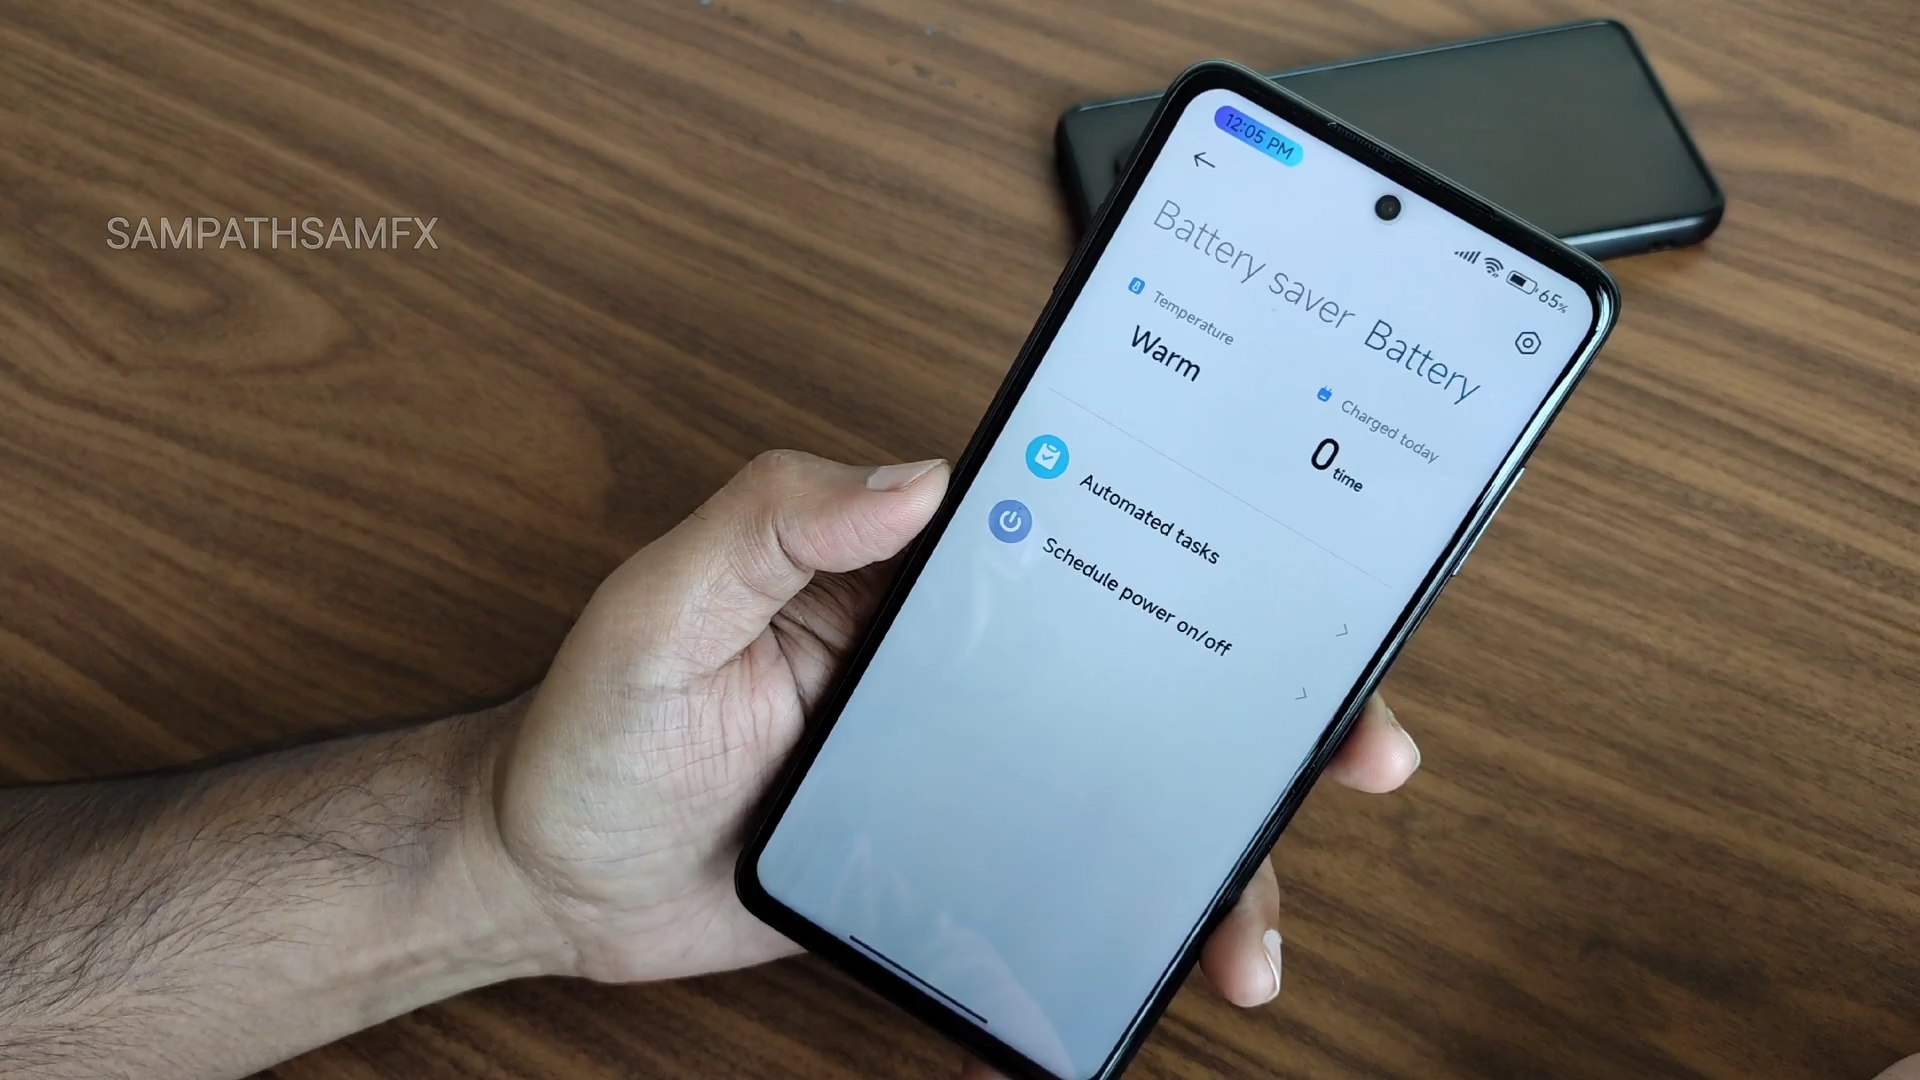 SAMPATHSAMFX
12:05 PM
65%
Battery saver Battery
Temperature
Warm
Charged today
0 time
Automated tasks
Schedule power on/off